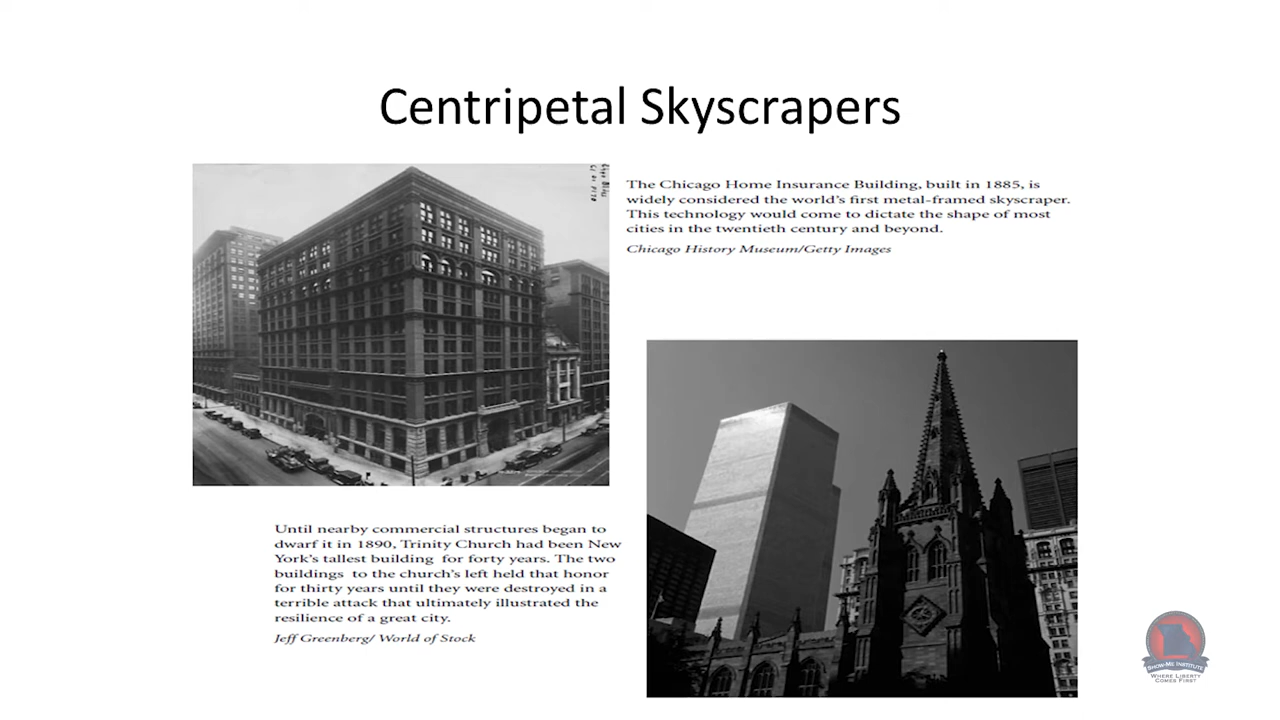 Centripetal Skyscrapers
The Chicago Home Insurance Building, built in 1885, is
widely considered the world's first metal-framed skyscraper.
This technology would come to dictate the shape of most
cities in the twentieth century and beyond.
Chicago History Museum/Getty Images
Until nearby commercial structures began to
dwarf it in 1890, Trinity Church had been New
York's tallest building for forty years. The two
buildings to the church's left held that honor
for thirty years until they were destroyed in a
terrible attack that ultimately illustrated the
resilience of a great city.
Jeff Greenberg/ World of Stock
SHOW-ME INSTITUTE
WHERE LIBERTY
COMES FIRST